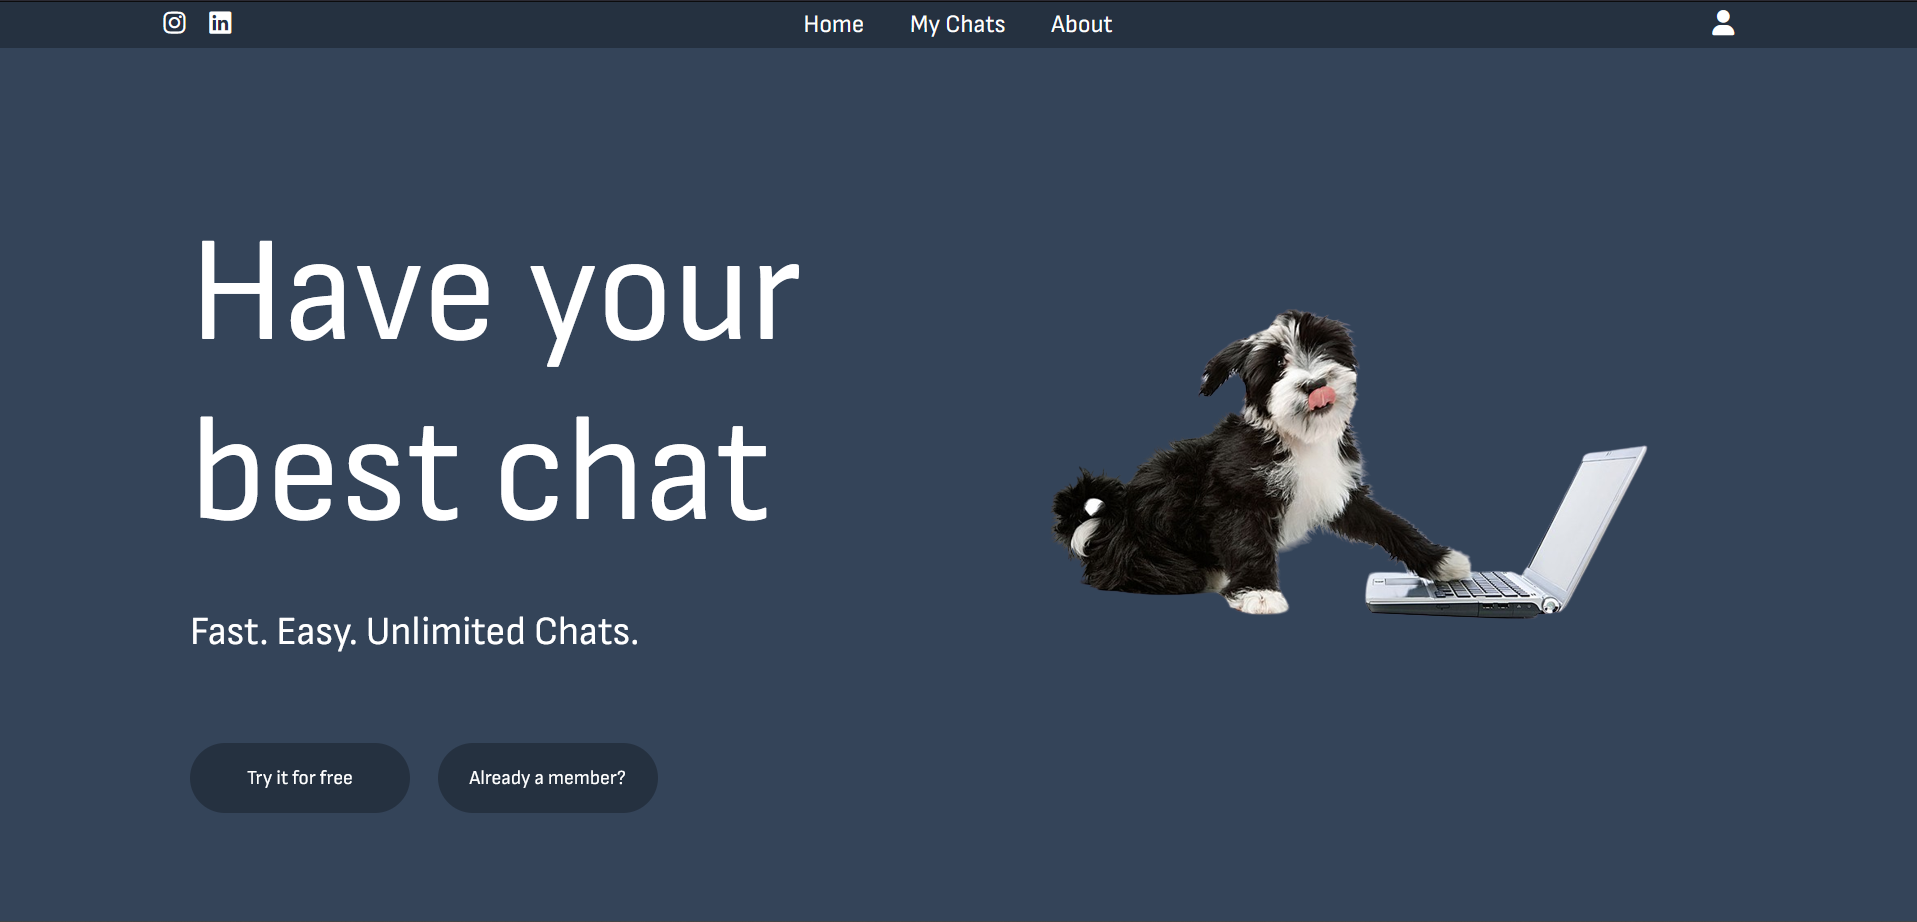 Home
My Chats
About
Have your
best chat
Fast. Easy. Unlimited Chats.
Try it for free
Already a member?